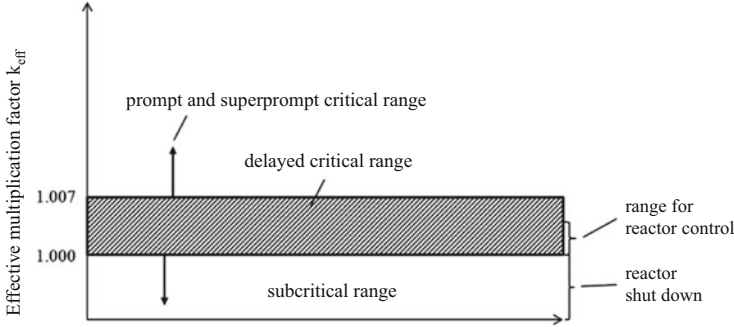 Effective multiplication factor k_eff
prompt and superprompt critical range
delayed critical range
1.007
range for
reactor control
1.000
reactor
shut down
subcritical range